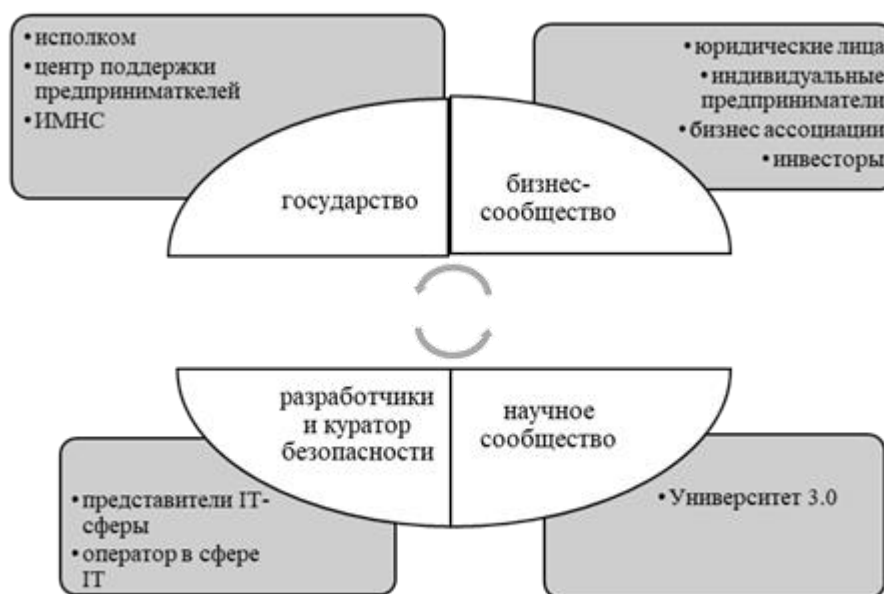 • исполком
• центр поддержки
предприниматкелей
• ИМНС
• юридические лица
• индивидуальные
предприниматели
• бизнес ассоциации
• инвесторы
государство
бизнес-
сообщество
разработчики
и куратор
безопасности
научное
сообщество
• представители IT-
сферы
• оператор в сфере
IT
• Университет 3.0